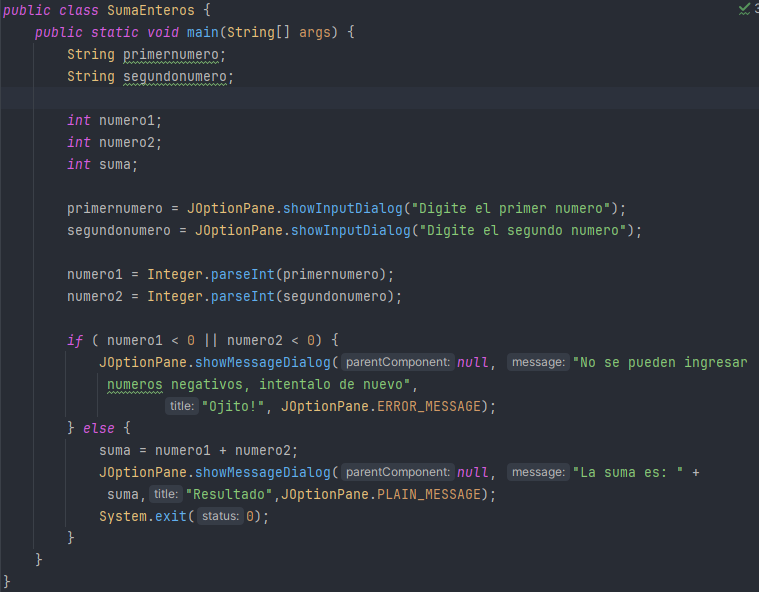 public class SumaEnteros {
public static void main(String[] args) {
String primernumero;
String segundonumero;
int numero1;
int numero2;
int suma;
primernumero = JOptionPane.showInputDialog("Digite el primer numero");
segundonumero = JOptionPane.showInputDialog("Digite el segundo numero");
numero1 = Integer.parseInt(primernumero);
numero2 = Integer.parseInt(segundonumero);
if ( numero1 < 0 || numero2 < 0) {
JOptionPane.showMessageDialog( parentComponent: null, message: "No se pueden ingresar
numeros negativos, intentalo de nuevo",
title: "Ojito!", JOptionPane.ERROR_MESSAGE);
} else {
suma = numero1 + numero2;
JOptionPane.showMessageDialog( parentComponent: null, message: "La suma es: " +
suma, title: "Resultado",JOptionPane.PLAIN_MESSAGE);
System.exit( status: 0);
}
}
}